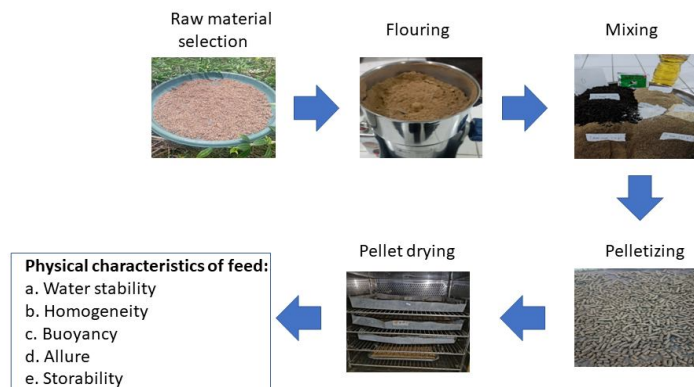 Raw material
selection
Flouring
Mixing
Pelletizing
Pellet drying
Physical characteristics of feed:
a. Water stability
b. Homogeneity
c. Buoyancy
d. Allure
e. Storability